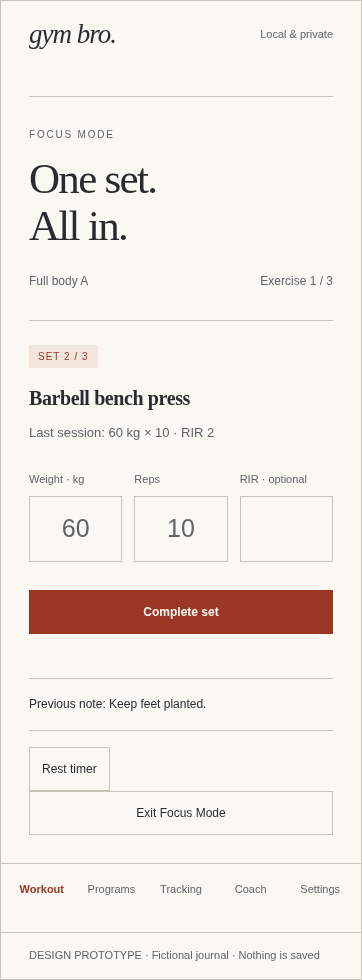 gym bro.
Local & private
FOCUS MODE
One set.
All in.
Full body A
Exercise 1 / 3
SET 2 / 3
Barbell bench press
Last session: 60 kg × 10 · RIR 2
Weight · kg
Reps
RIR · optional
60
10
Complete set
Previous note: Keep feet planted.
Rest timer
Exit Focus Mode
Workout
Programs
Tracking
Coach
Settings
DESIGN PROTOTYPE · Fictional journal · Nothing is saved